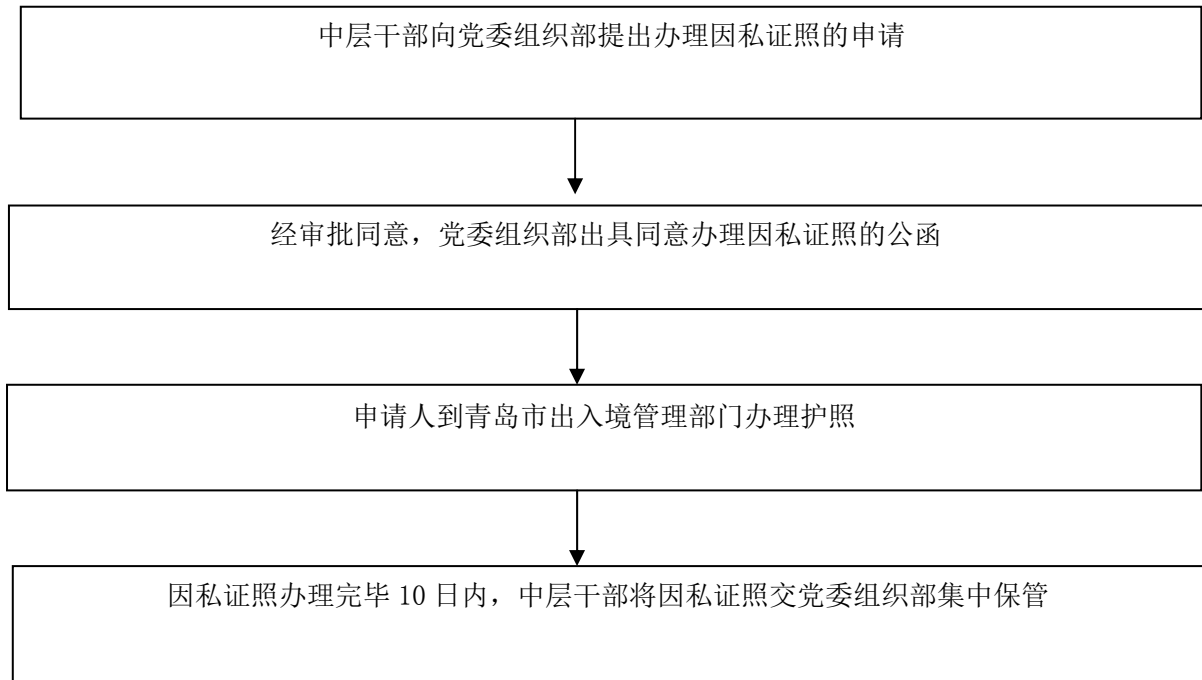 中层干部向党委组织部提出办理因私证照的申请
经审批同意，党委组织部出具同意办理因私证照的公函
申请人到青岛市出入境管理部门办理护照
因私证照办理完毕 10 日内，中层干部将因私证照交党委组织部集中保管